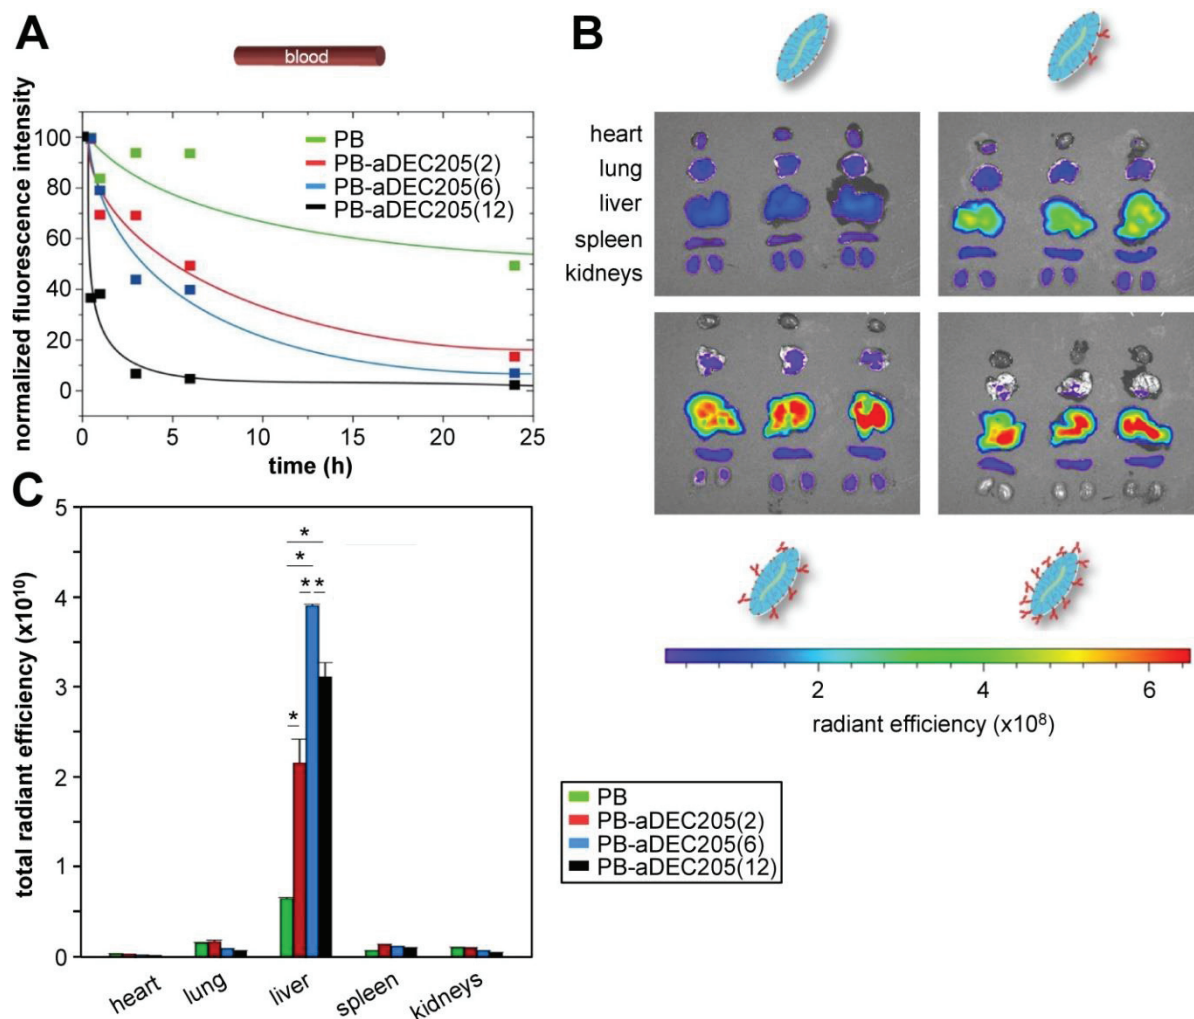 A
blood
normalized fluorescence intensity
100
80
60
40
20
0
PB
PB-aDEC205(2)
PB-aDEC205(6)
PB-aDEC205(12)
0 5 10 15 20 25
time (h)
B
heart
lung
liver
spleen
kidneys
2 4 6
radiant efficiency (x10⁸)
C
total radiant efficiency (x10¹⁰)
5
4
3
2
1
0
*
*
* *
*
heart lung liver spleen kidneys
PB
PB-aDEC205(2)
PB-aDEC205(6)
PB-aDEC205(12)